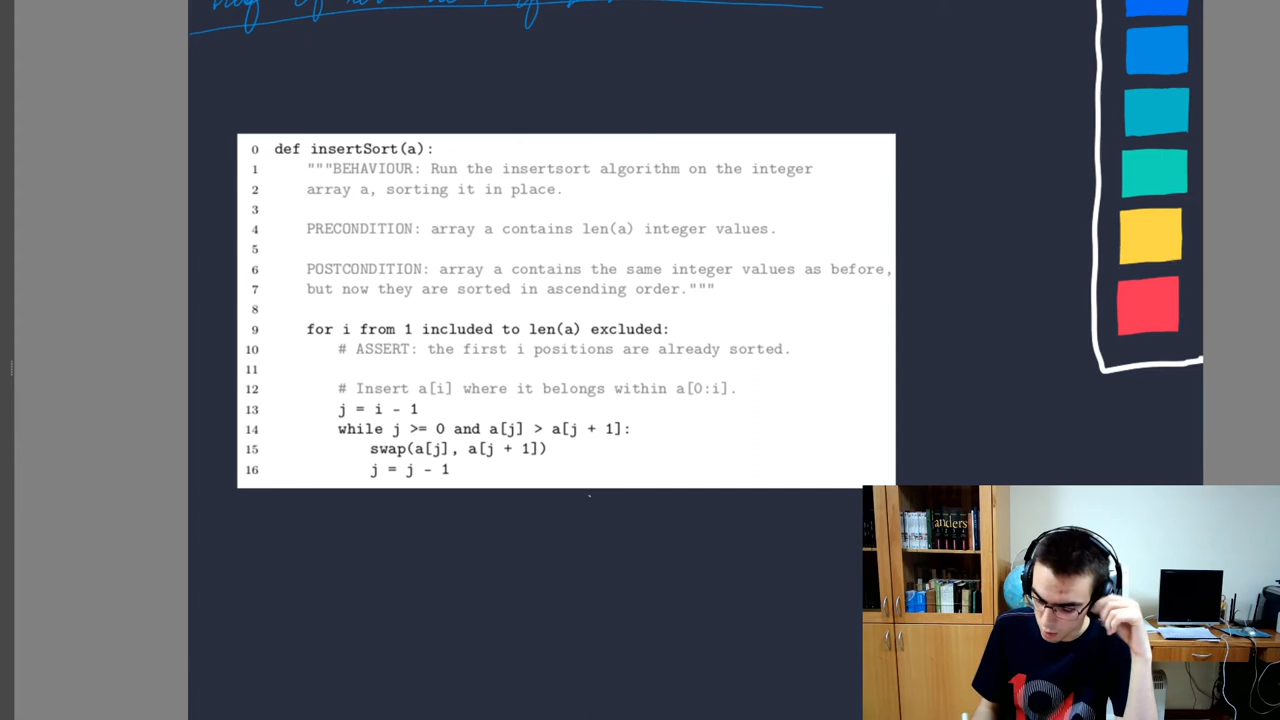 0 def insertSort(a):
1 """BEHAVIOUR: Run the insertsort algorithm on the integer
2 array a, sorting it in place.
3
4 PRECONDITION: array a contains len(a) integer values.
5
6 POSTCONDITION: array a contains the same integer values as before,
7 but now they are sorted in ascending order."""
8
9 for i from 1 included to len(a) excluded:
10 # ASSERT: the first i positions are already sorted.
11
12 # Insert a[i] where it belongs within a[0:i].
13 j = i - 1
14 while j >= 0 and a[j] > a[j + 1]:
15 swap(a[j], a[j + 1])
16 j = j - 1
anders